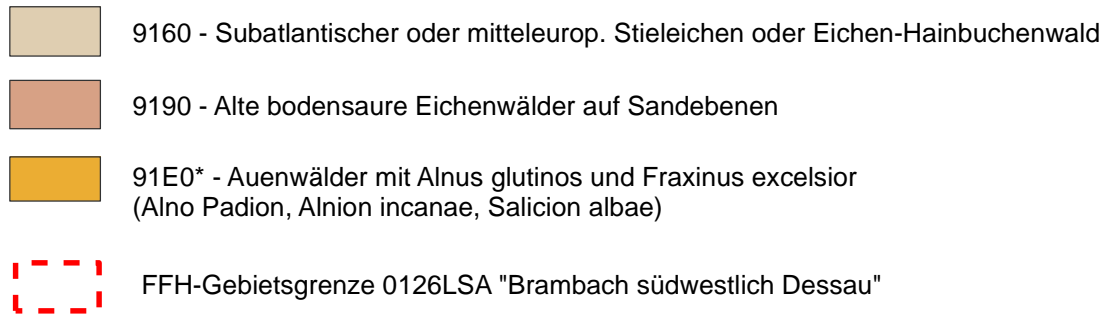 9160 - Subatlantischer oder mitteleurop. Stieleichen oder Eichen-Hainbuchenwald
9190 - Alte bodensaure Eichenwälder auf Sandebenen
91E0* - Auenwälder mit Alnus glutinos und Fraxinus excelsior
(Alno Padion, Alnion incanae, Salicion albae)
FFH-Gebietsgrenze 0126LSA "Brambach südwestlich Dessau"